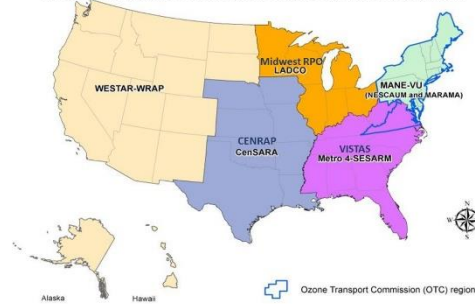 Midwest RPO
LADCO
WESTAR-WRAP
MANE-VU
(NESCAUM and MARAMA)
CENRAP
CenSARA
VISTAS
Metro 4-SESARM
N
W
E
S
Alaska
Hawaii
Ozone Transport Commission (OTC) region